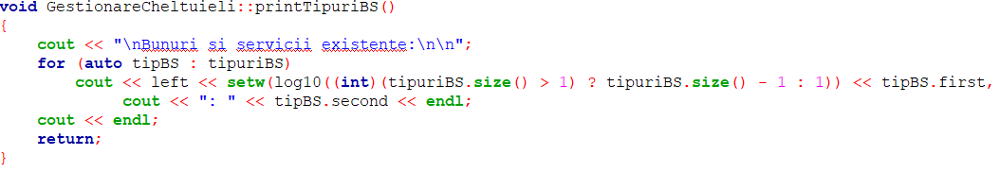 void GestionareCheltuieli::printTipuriBS()
{
    cout << "\nBunuri si servicii existente:\n\n";
    for (auto tipBS : tipuriBS)
        cout << left << setw(log10((int)(tipuriBS.size() > 1) ? tipuriBS.size() - 1 : 1)) << tipBS.first,
            cout << ": " << tipBS.second << endl;
    cout << endl;
    return;
}